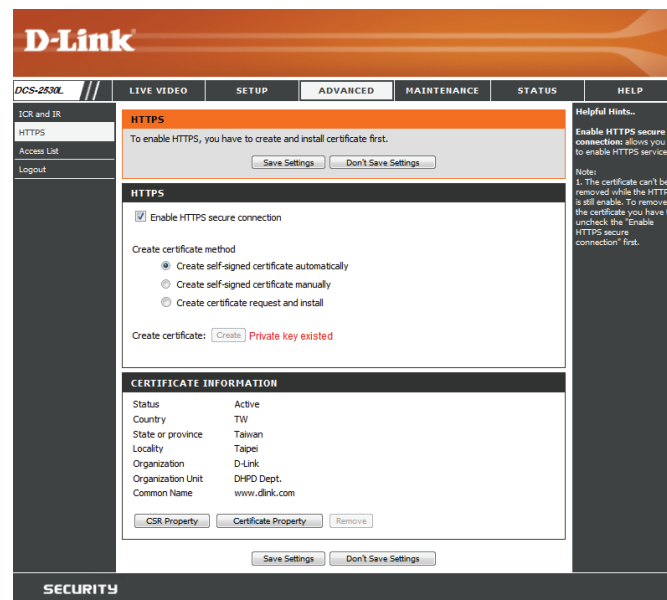 D-Link
DCS-2530L
LIVE VIDEO
SETUP
ADVANCED
MAINTENANCE
STATUS
HELP
ICR and IR
HTTPS
Access List
Logout
HTTPS
To enable HTTPS, you have to create and install certificate first.
Save Settings
Don't Save Settings
HTTPS
Enable HTTPS secure connection
Create certificate method
Create self-signed certificate automatically
Create self-signed certificate manually
Create certificate request and install
Create certificate:
Create
Private key existed
CERTIFICATE INFORMATION
Status Active
Country TW
State or province Taiwan
Locality Taipei
Organization D-Link
Organization Unit DHPD Dept.
Common Name www.dlink.com
CSR Property
Certificate Property
Remove
Save Settings
Don't Save Settings
Helpful Hints..
Enable HTTPS secure
connection: allows you
to enable HTTPS service
Note:
1. The certificate can't be
removed while the HTTP
is still enable. To remove
the certificate you have
uncheck the "Enable
HTTPS secure
connection" first.
SECURITY